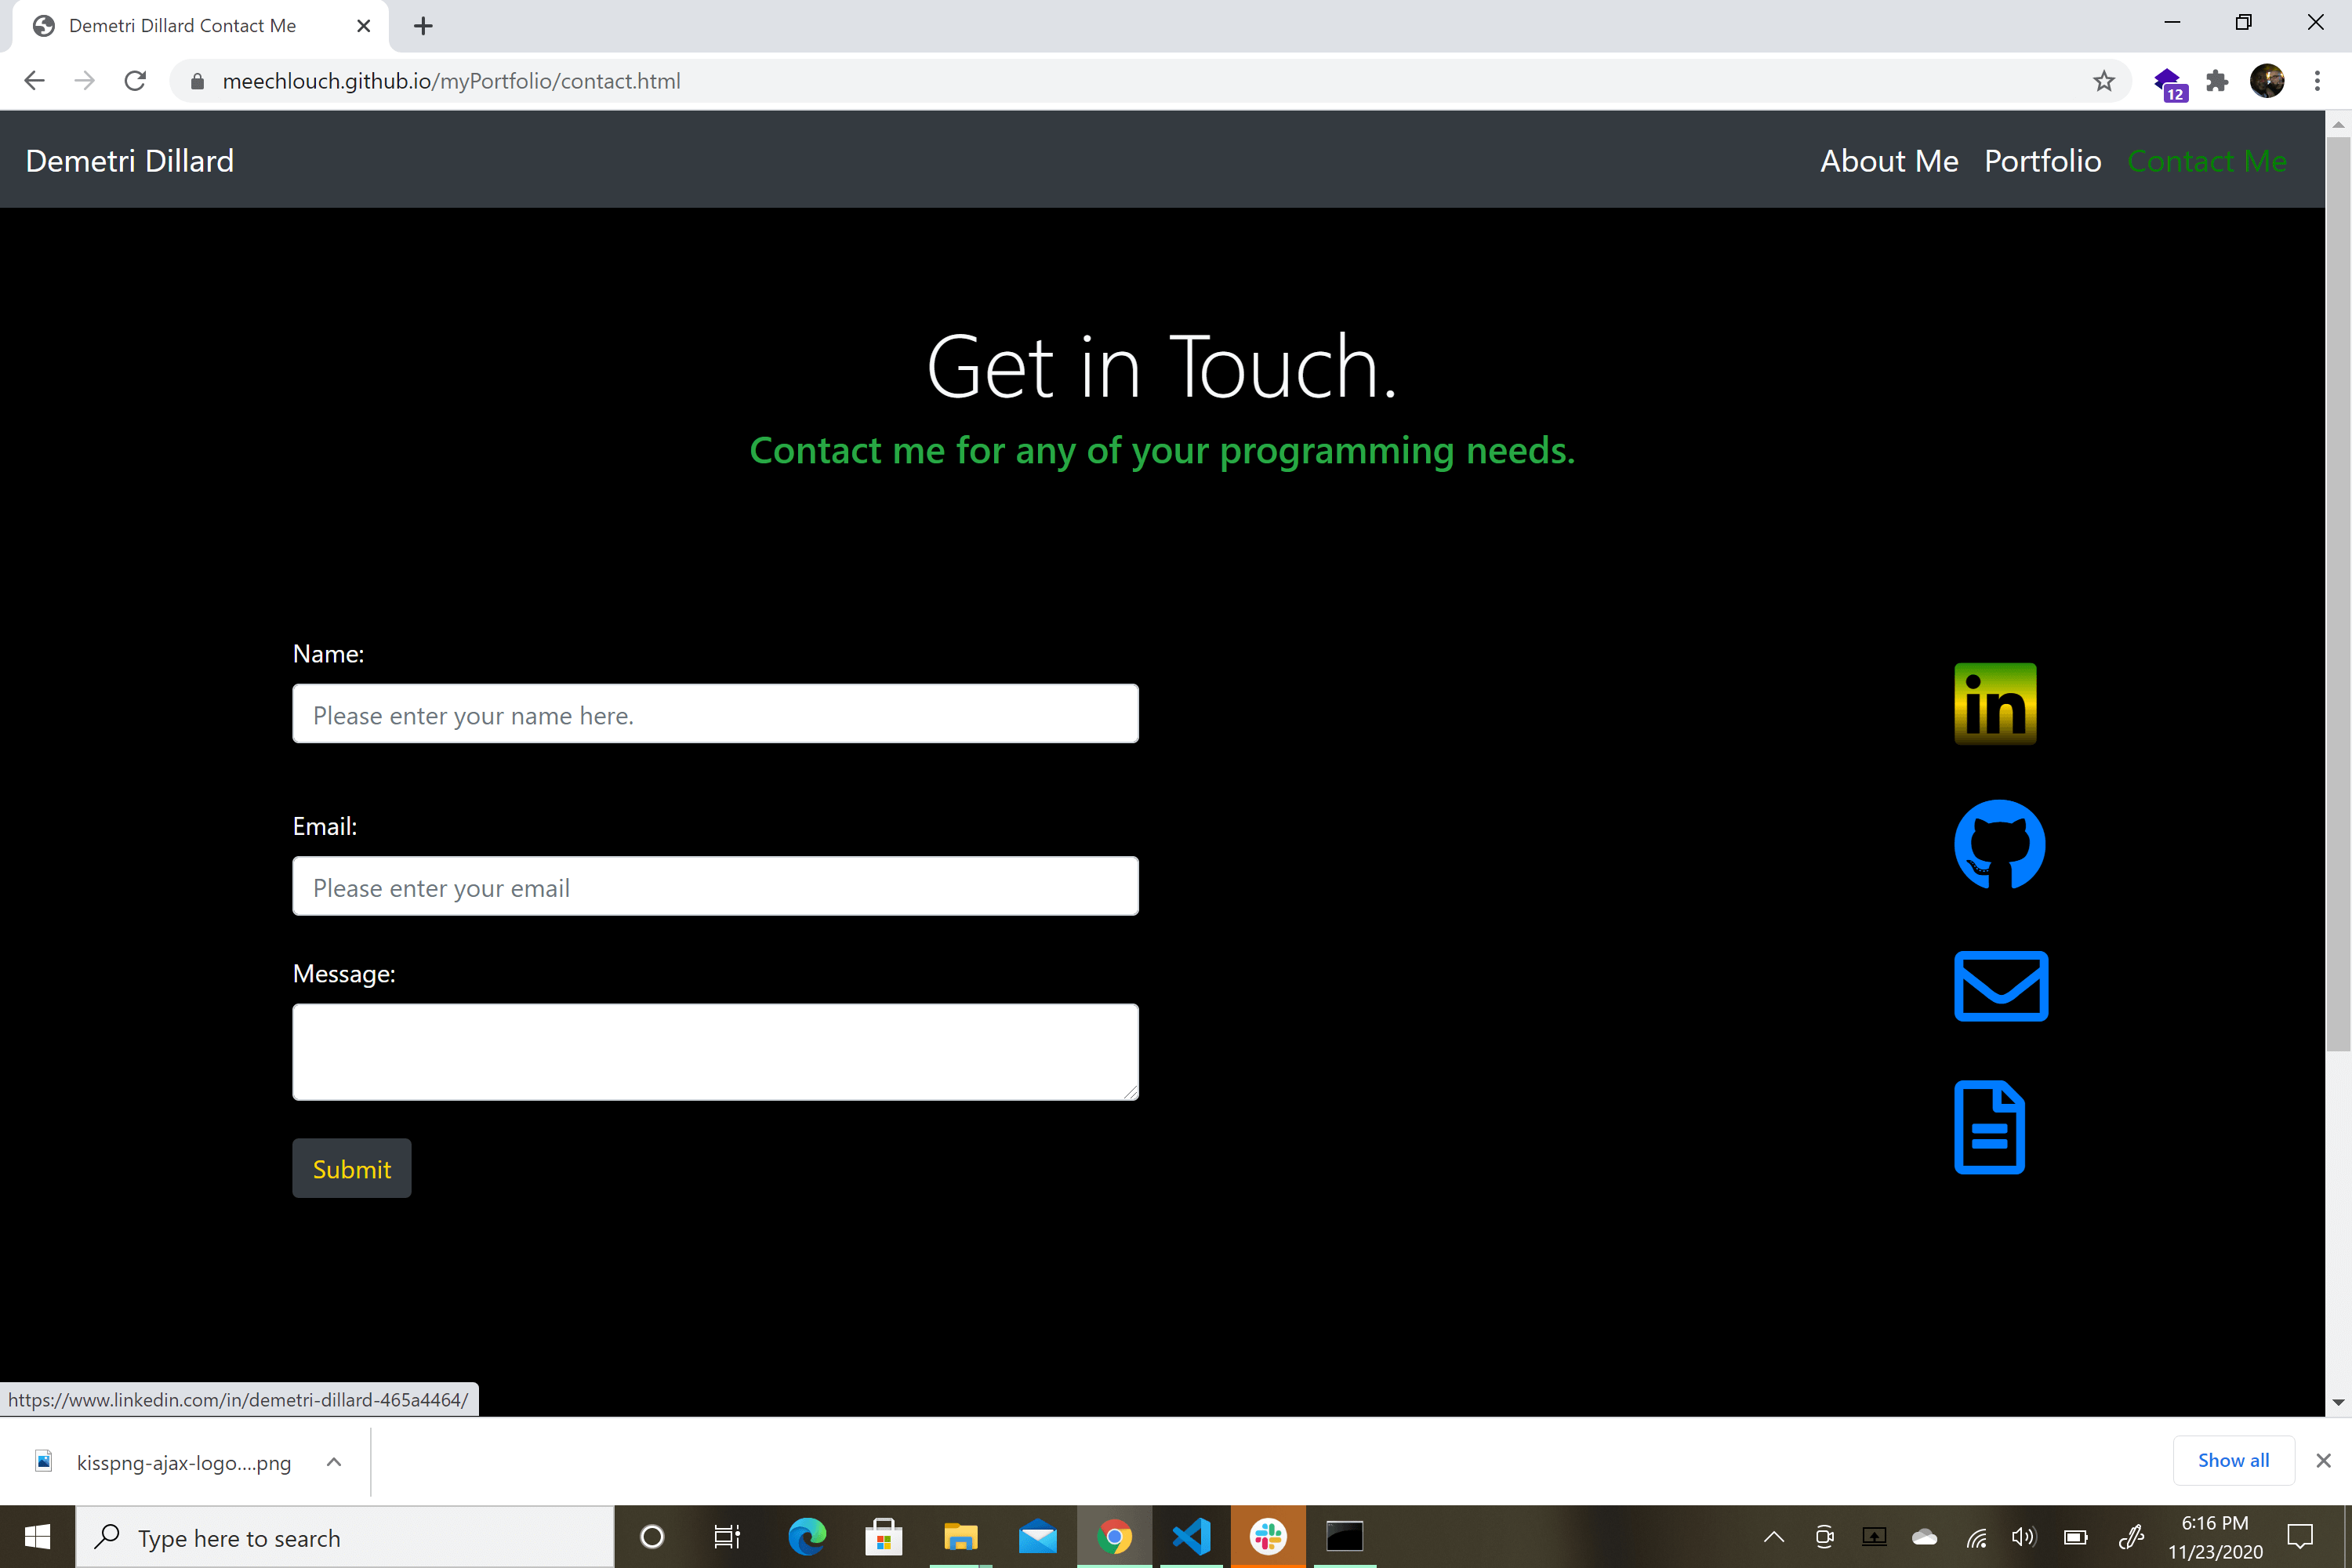 Demetri Dillard Contact Me
meechlouch.github.io/myPortfolio/contact.html
12
Demetri Dillard
About Me Portfolio Contact Me
Get in Touch.
Contact me for any of your programming needs.
Name:
Please enter your name here.
in
Email:
Please enter your email
Message:
Submit
https://www.linkedin.com/in/demetri-dillard-465a4464/
kisspng-ajax-logo....png
Show all
Type here to search
6:16 PM
11/23/2020